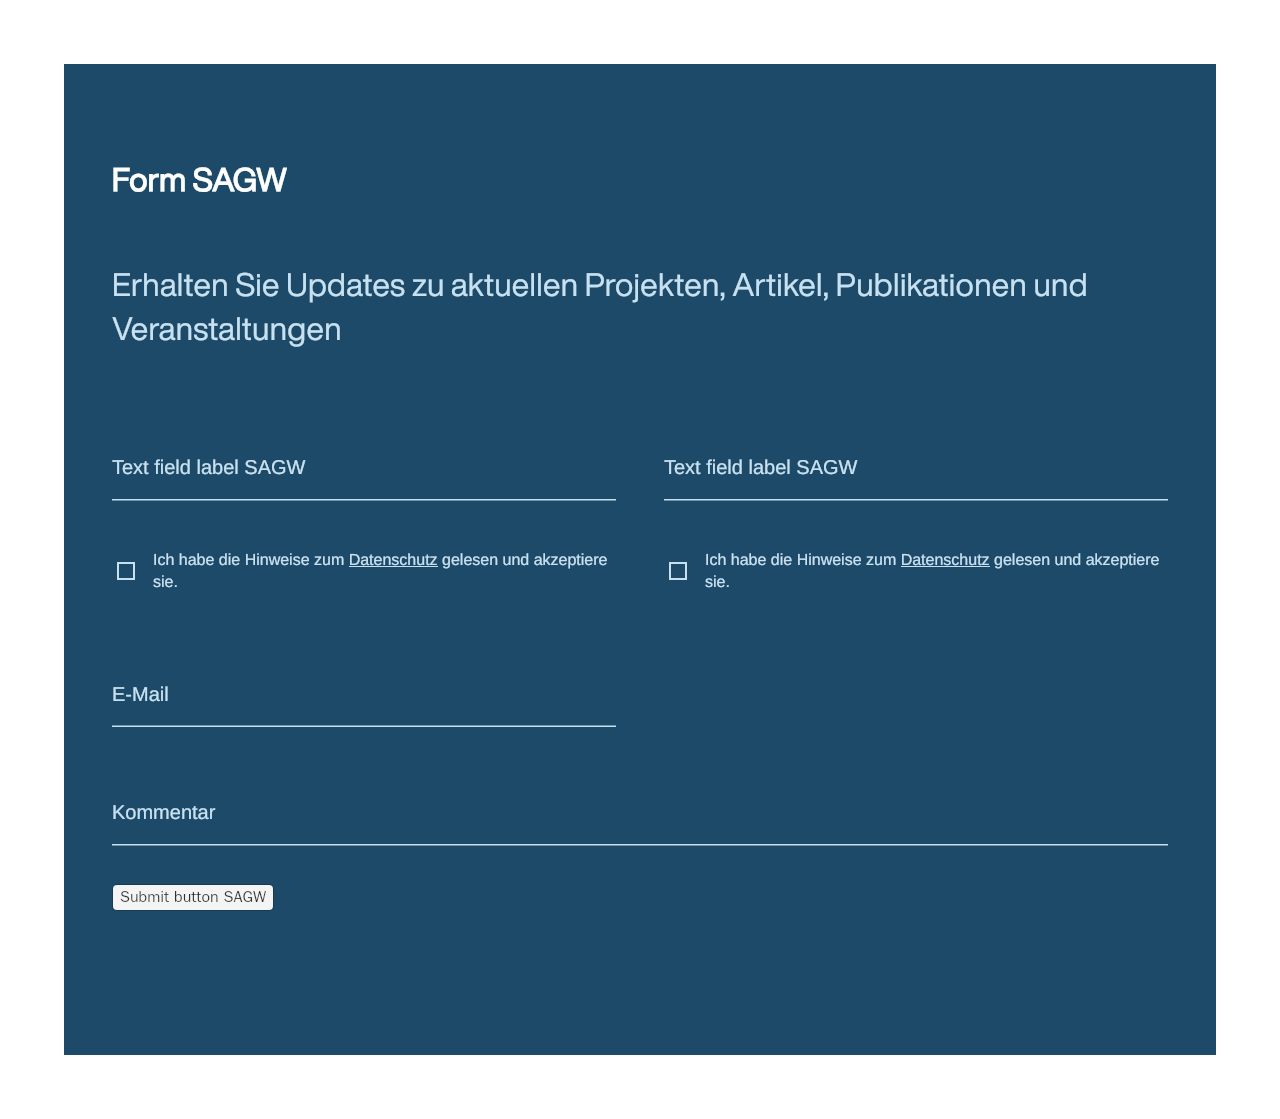 Form SAGW
Erhalten Sie Updates zu aktuellen Projekten, Artikel, Publikationen und
Veranstaltungen
Text field label SAGW
Text field label SAGW
Ich habe die Hinweise zum Datenschutz gelesen und akzeptiere
sie.
Ich habe die Hinweise zum Datenschutz gelesen und akzeptiere
sie.
E-Mail
Kommentar
Submit button SAGW